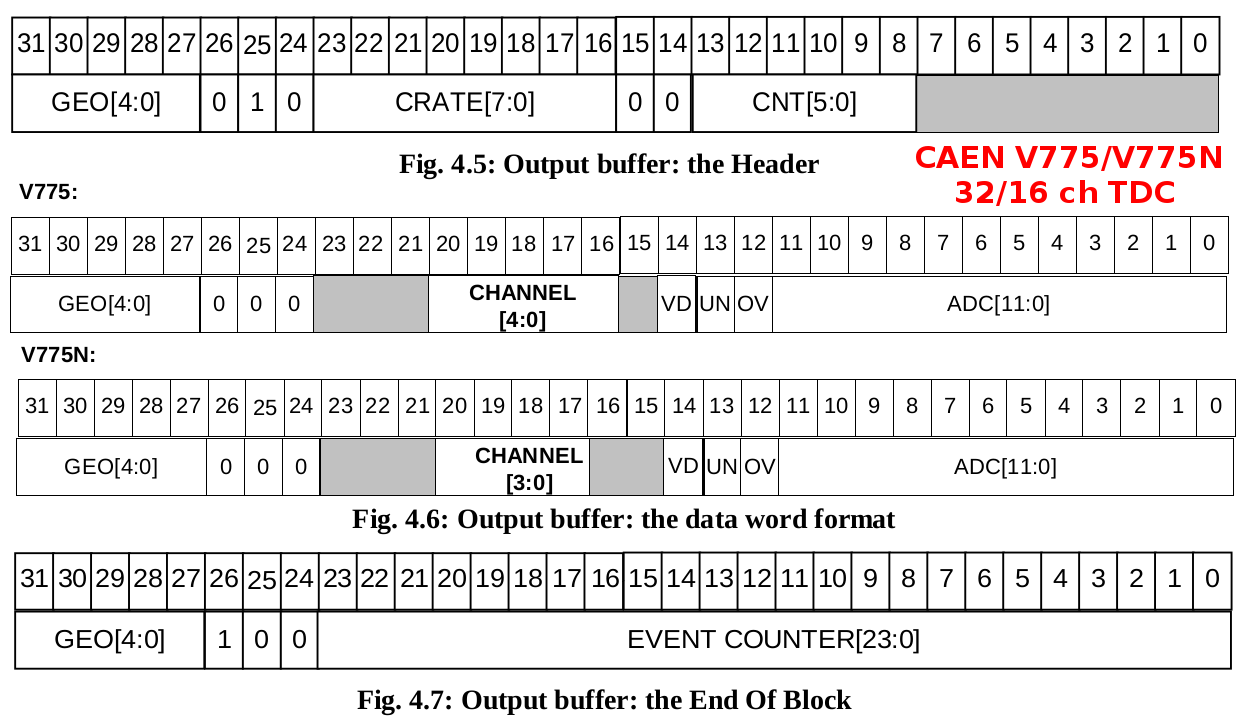 31 30 29 28 27 26 25 24 23 22 21 20 19 18 17 16 15 14 13 12 11 10 9 8 7 6 5 4 3 2 1 0
GEO[4:0] 0 1 0 CRATE[7:0] 0 0 CNT[5:0]
Fig. 4.5: Output buffer: the Header
CAEN V775/V775N
32/16 ch TDC
V775:
31 30 29 28 27 26 25 24 23 22 21 20 19 18 17 16 15 14 13 12 11 10 9 8 7 6 5 4 3 2 1 0
GEO[4:0] 0 0 0 CHANNEL
[4:0] VD UN OV ADC[11:0]
V775N:
31 30 29 28 27 26 25 24 23 22 21 20 19 18 17 16 15 14 13 12 11 10 9 8 7 6 5 4 3 2 1 0
GEO[4:0] 0 0 0 CHANNEL
[3:0] VD UN OV ADC[11:0]
Fig. 4.6: Output buffer: the data word format
31 30 29 28 27 26 25 24 23 22 21 20 19 18 17 16 15 14 13 12 11 10 9 8 7 6 5 4 3 2 1 0
GEO[4:0] 1 0 0 EVENT COUNTER[23:0]
Fig. 4.7: Output buffer: the End Of Block